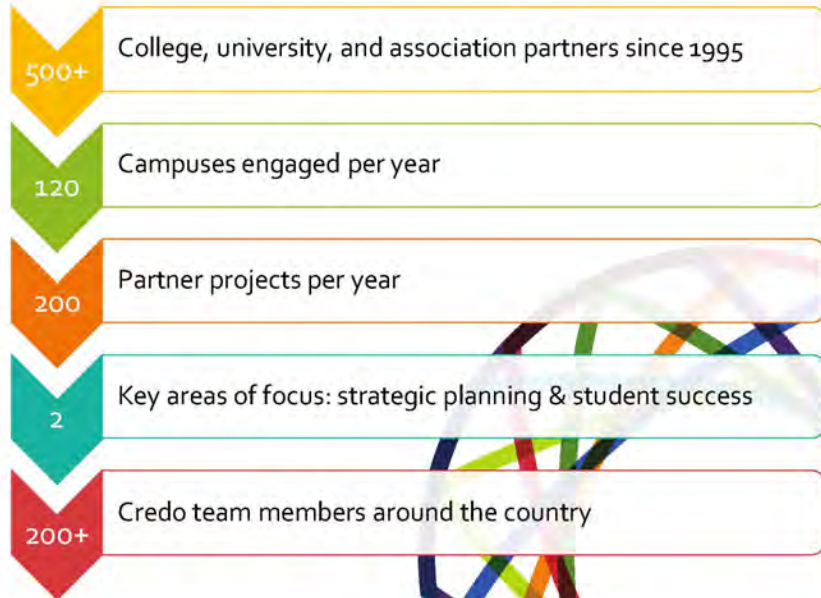 500+
College, university, and association partners since 1995
120
Campuses engaged per year
200
Partner projects per year
2
Key areas of focus: strategic planning & student success
200+
Credo team members around the country